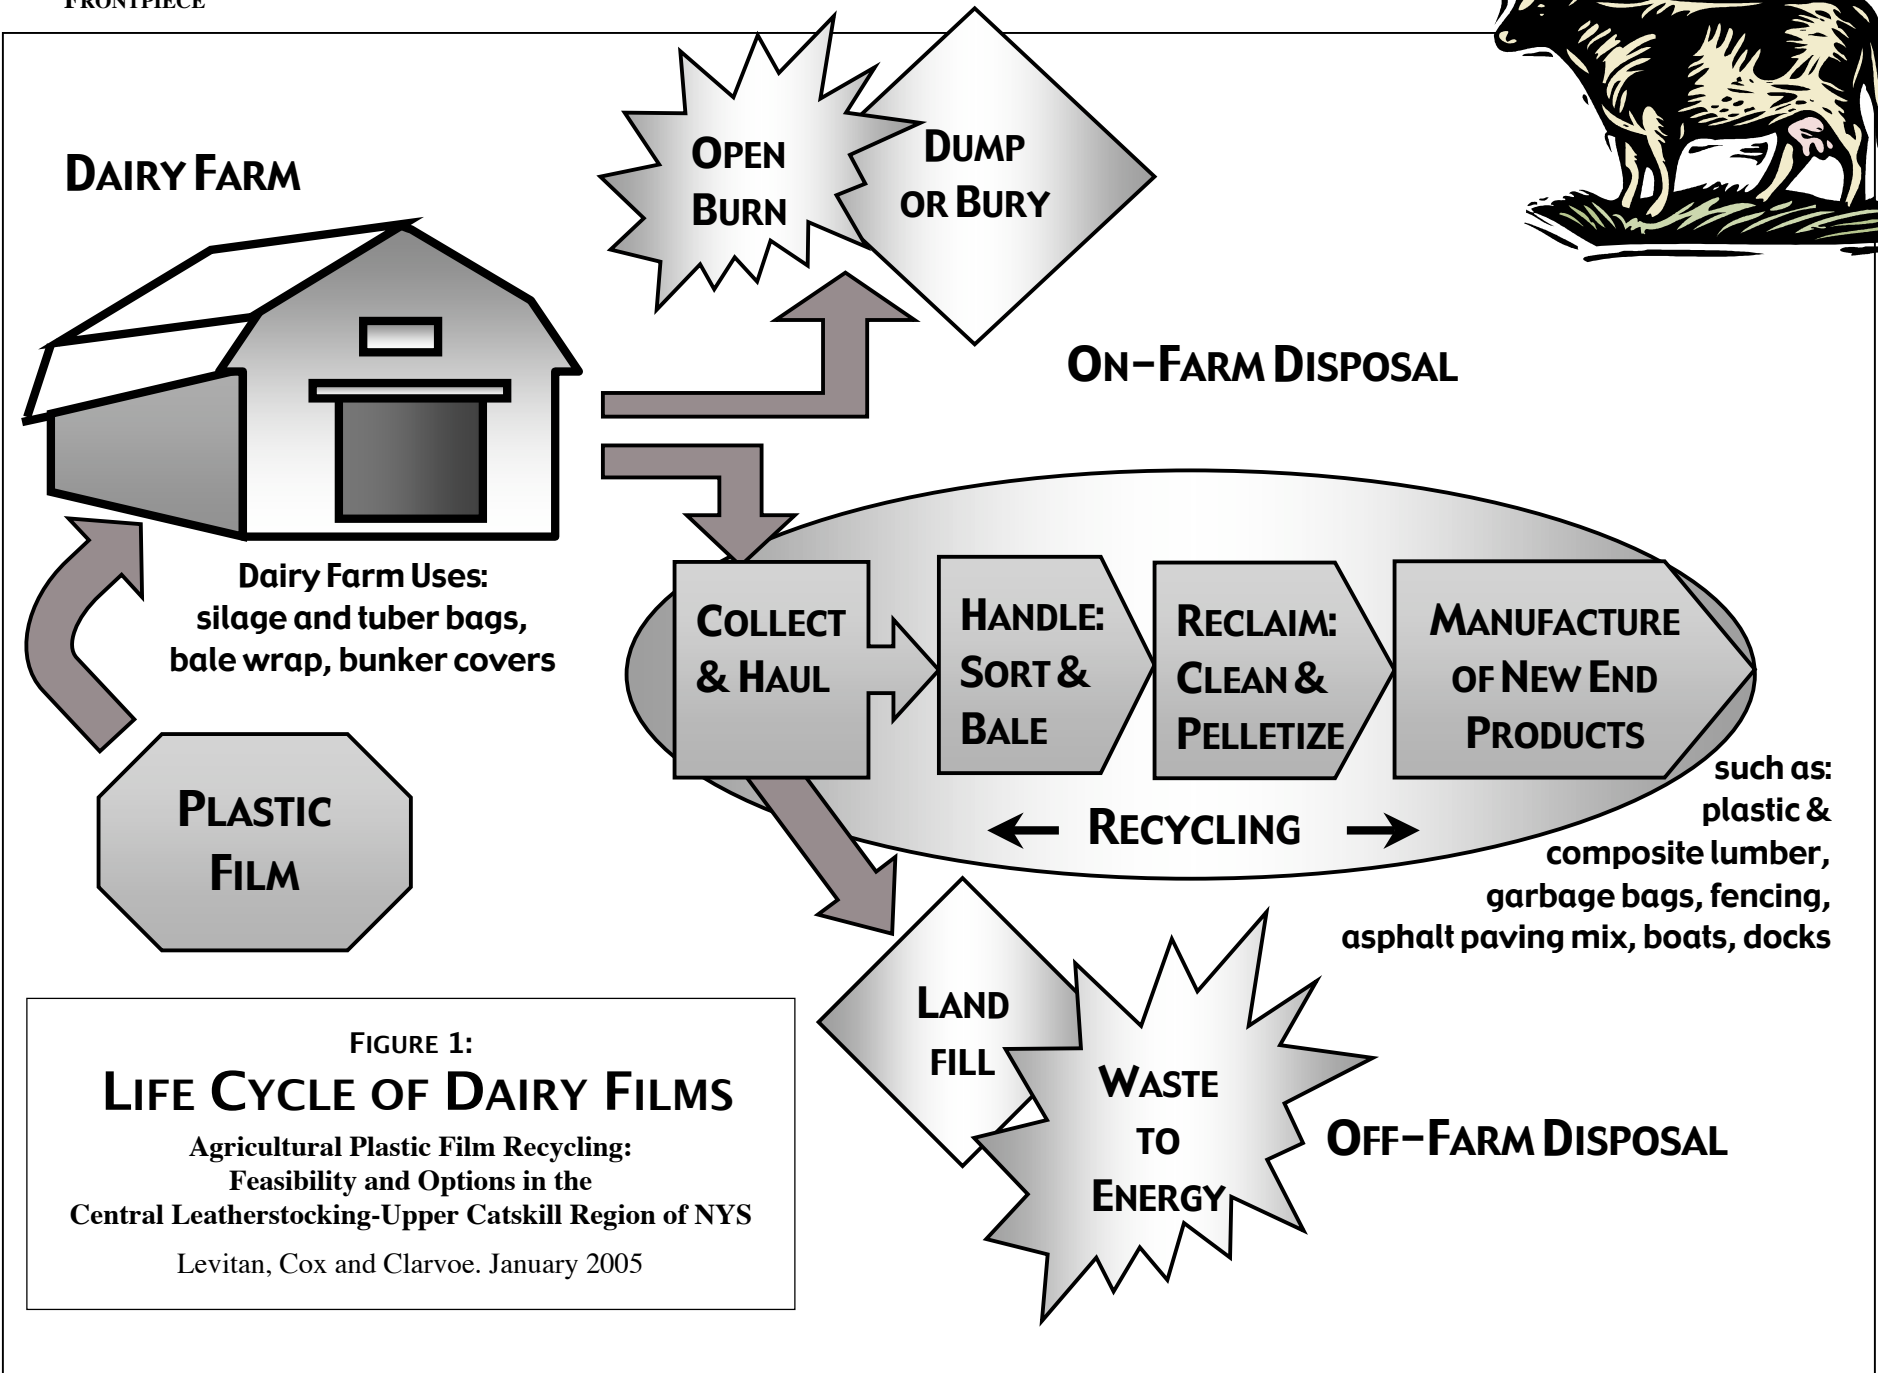 FRONTPIECE
DAIRY FARM
OPEN
BURN
DUMP
OR BURY
ON-FARM DISPOSAL
Dairy Farm Uses:
silage and tuber bags,
bale wrap, bunker covers
PLASTIC
FILM
COLLECT
& HAUL
HANDLE:
SORT &
BALE
RECLAIM:
CLEAN &
PELLETIZE
MANUFACTURE
OF NEW END
PRODUCTS
RECYCLING
such as:
plastic &
composite lumber,
garbage bags, fencing,
asphalt paving mix, boats, docks
LAND
FILL
WASTE
TO
ENERGY
OFF-FARM DISPOSAL
FIGURE 1:
LIFE CYCLE OF DAIRY FILMS
Agricultural Plastic Film Recycling:
Feasibility and Options in the
Central Leatherstocking-Upper Catskill Region of NYS
Levitan, Cox and Clarvoe. January 2005